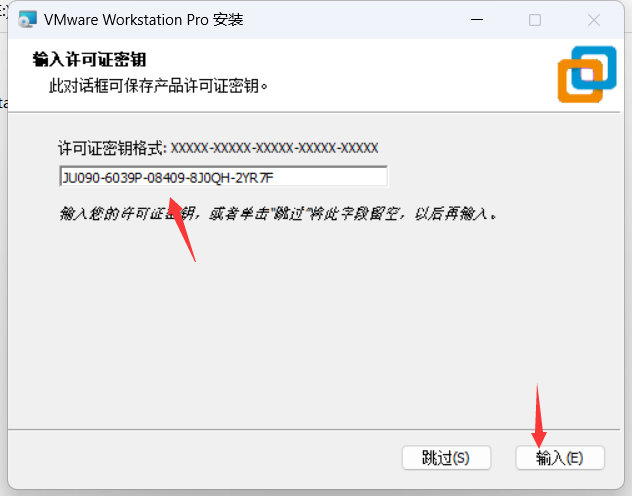 VMware Workstation Pro 安装
输入许可证密钥
此对话框可保存产品许可证密钥。
许可证密钥格式: XXXXX-XXXXX-XXXXX-XXXXX-XXXXX
JU090-6039P-08409-8J0QH-2YR7F
输入您的许可证密钥，或者单击"跳过"将此字段留空，以后再输入。
跳过(S)
输入(E)